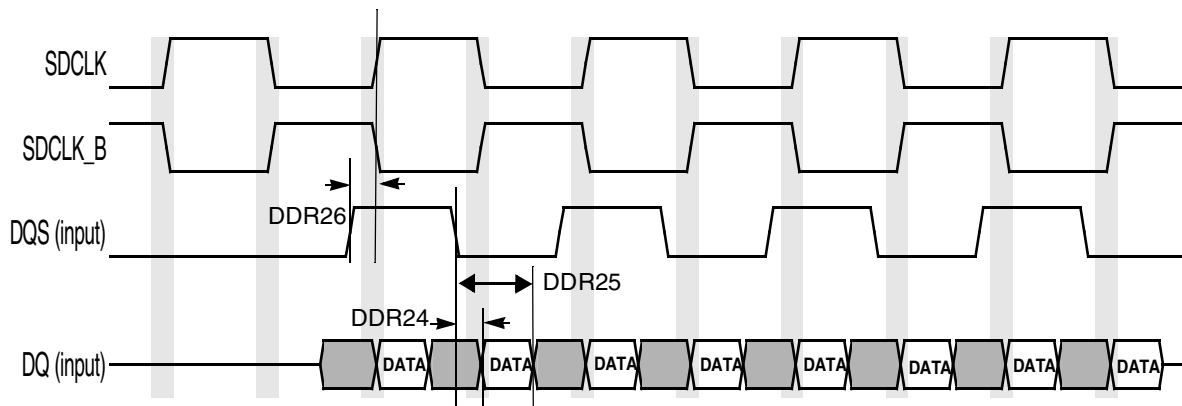 SDCLK
SDCLK_B
DDR26
DQS (input)
DDR25
DDR24
DQ (input)
DATA DATA DATA DATA DATA DATA DATA DATA